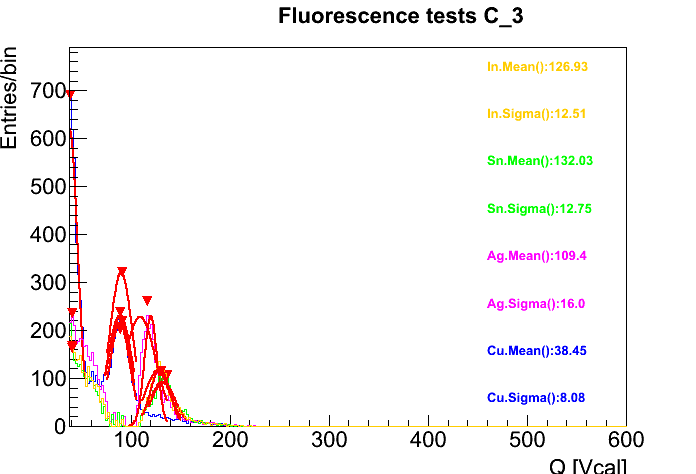 Fluorescence tests C_3
Entries/bin
700
600
500
400
300
200
100
0
In.Mean():126.93
In.Sigma():12.51
Sn.Mean():132.03
Sn.Sigma():12.75
Ag.Mean():109.4
Ag.Sigma():16.0
Cu.Mean():38.45
Cu.Sigma():8.08
100 200 300 400 500 600
Q [Vcal]